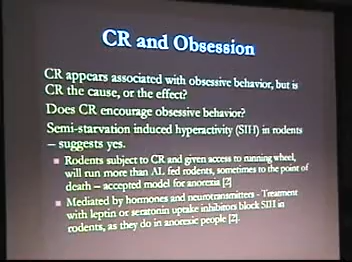 CR and Obsession
CR appears associated with obsessive behavior, but is
CR the cause, or the effect?
Does CR encourage obsessive behavior?
Semi-starvation induced hyperactivity (SIH) in rodents
– suggests yes.
Rodents subject to CR and given access to running wheel,
will run more than AL fed rodents, sometimes to the point of
death – accepted model for anorexia [2]
Mediated by hormones and neurotransmitters - Treatment
with leptin or seratonin uptake inhibitors block SIH in
rodents, as they do in anorexic people [2].